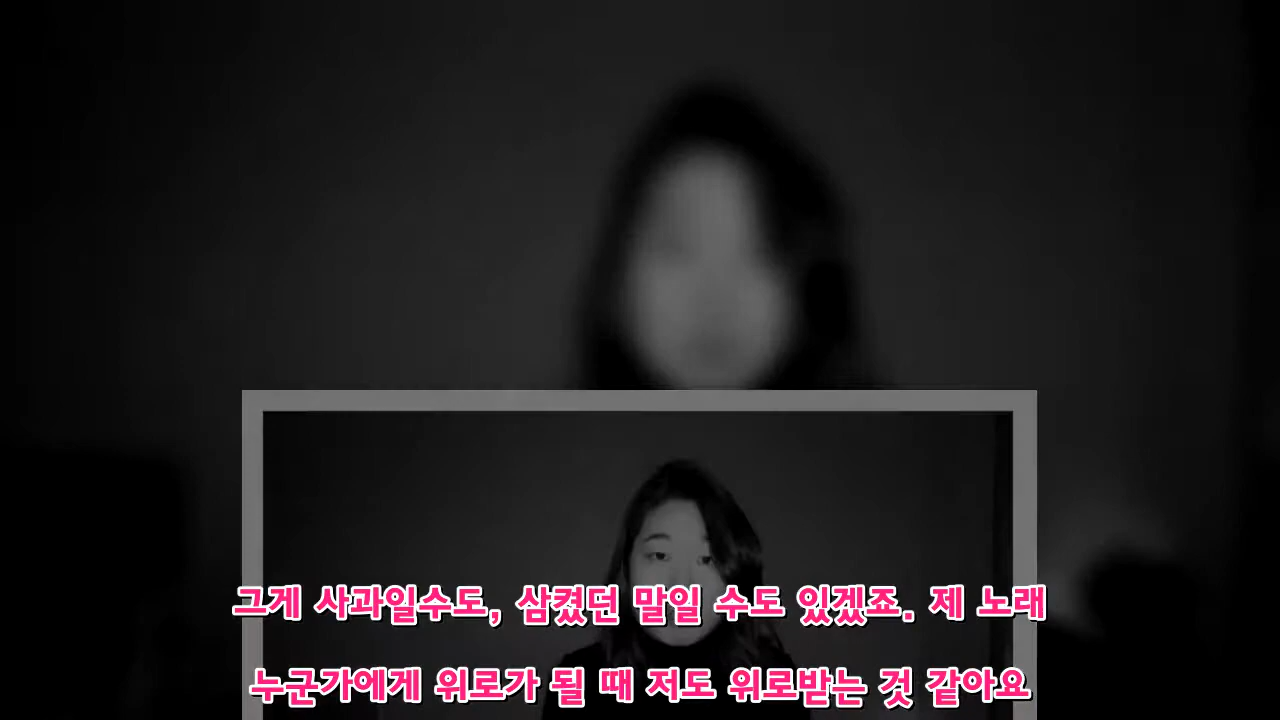 그게 사과일수도, 삼켰던 말일 수도 있겠죠. 제 노래
누군가에게 위로가 될 때 저도 위로받는 것 같아요